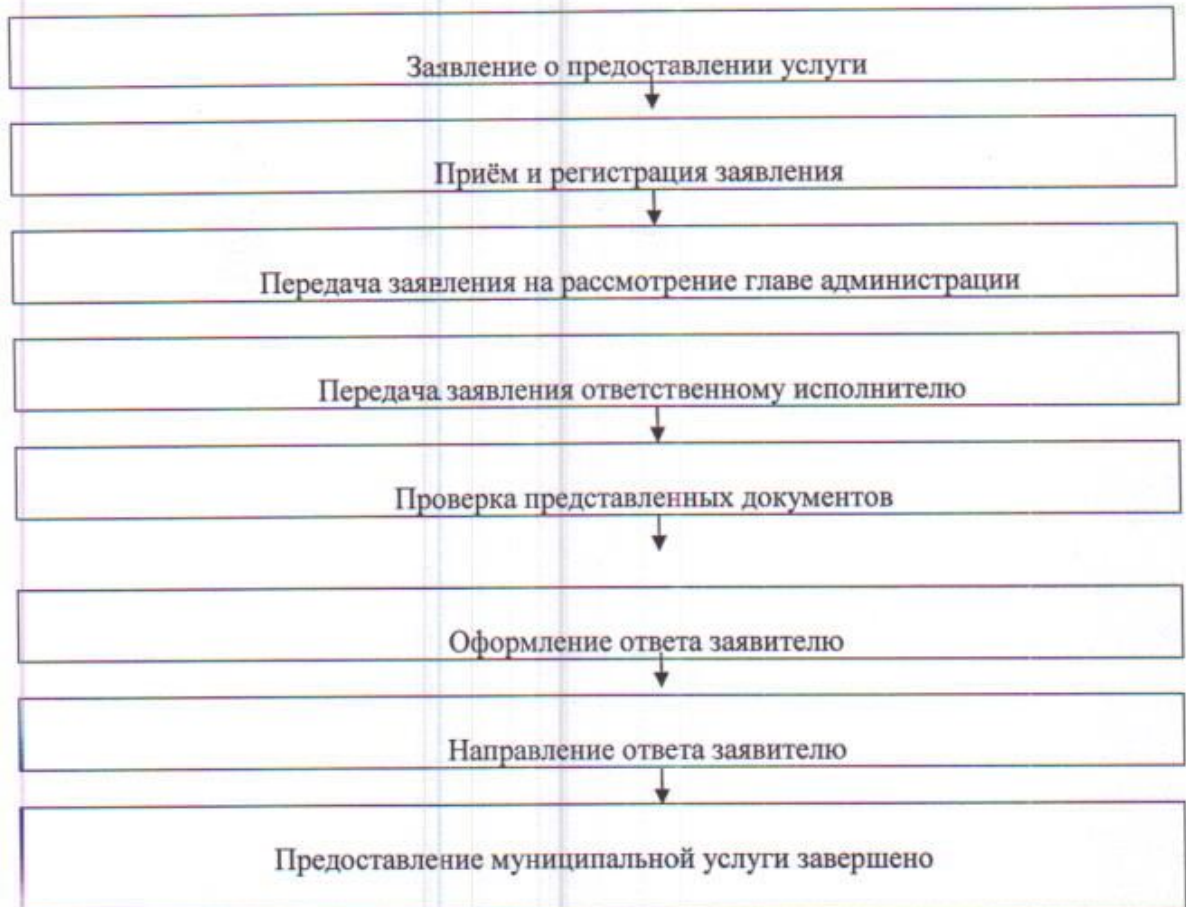 Заявление о предоставлении услуги
Приём и регистрация заявления
Передача заявления на рассмотрение главе администрации
Передача заявления ответственному исполнителю
Проверка представленных документов
Оформление ответа заявителю
Направление ответа заявителю
Предоставление муниципальной услуги завершено